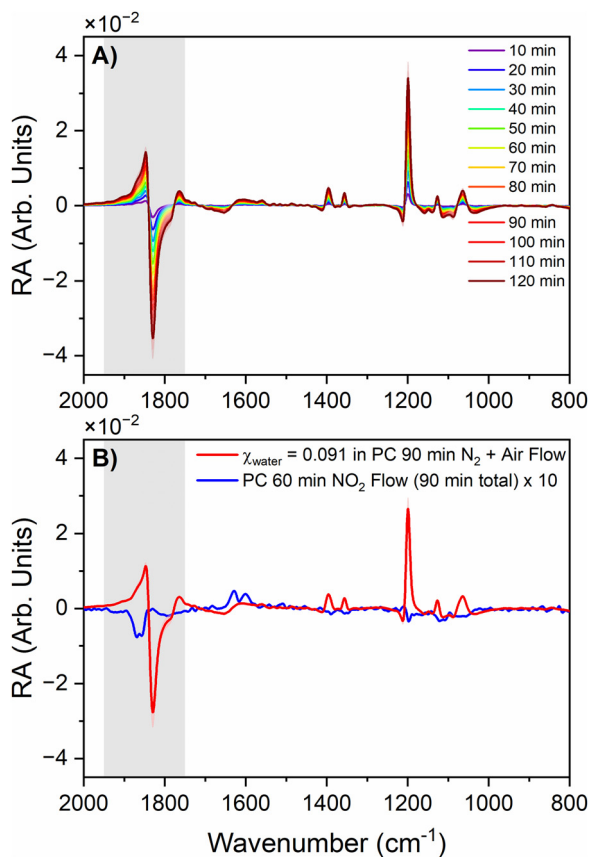 ×10⁻²
A)
4
2
0
−2
−4
RA (Arb. Units)
10 min
20 min
30 min
40 min
50 min
60 min
70 min
80 min
90 min
100 min
110 min
120 min
2000 1800 1600 1400 1200 1000 800
×10⁻²
B)
4
2
0
−2
−4
RA (Arb. Units)
χwater = 0.091 in PC 90 min N₂ + Air Flow
PC 60 min NO₂ Flow (90 min total) x 10
2000 1800 1600 1400 1200 1000 800
Wavenumber (cm⁻¹)